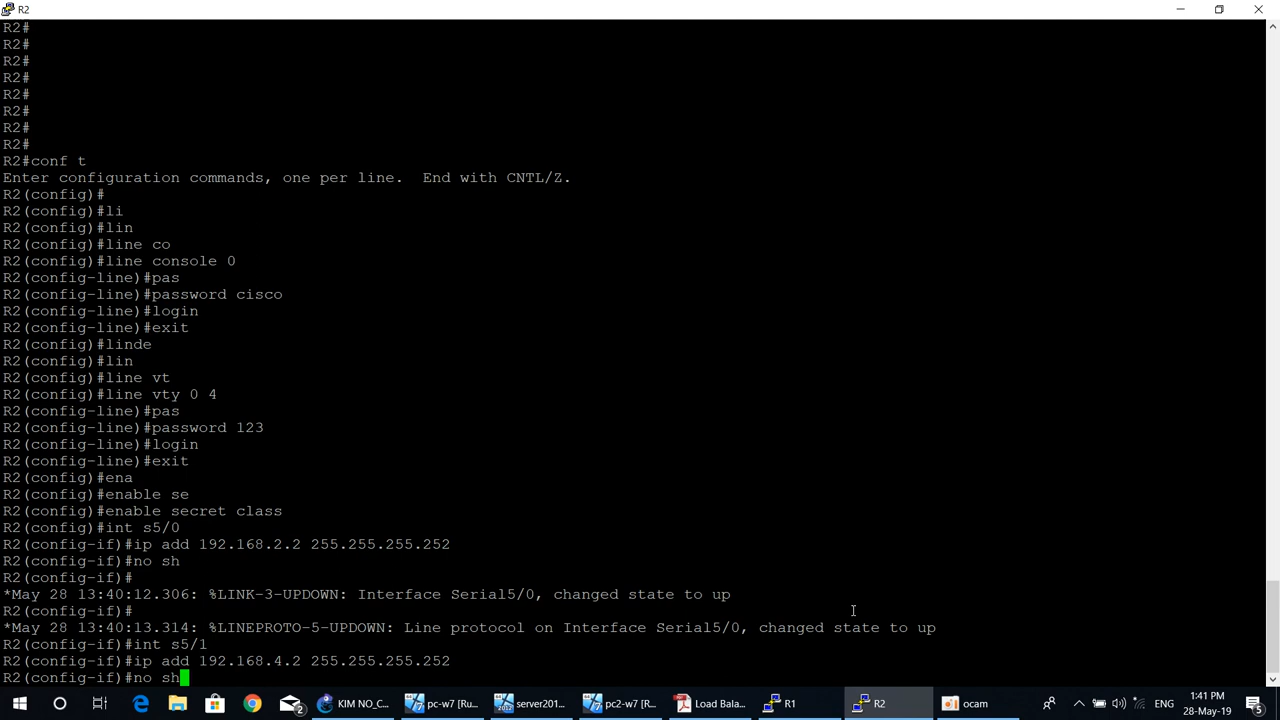 R2
R2#
R2#
R2#
R2#
R2#
R2#
R2#
R2#
R2#conf t
Enter configuration commands, one per line.  End with CNTL/Z.
R2(config)#
R2(config)#li
R2(config)#lin
R2(config)#line co
R2(config)#line console 0
R2(config-line)#pas
R2(config-line)#password cisco
R2(config-line)#login
R2(config-line)#exit
R2(config)#linde
R2(config)#lin
R2(config)#line vt
R2(config)#line vty 0 4
R2(config-line)#pas
R2(config-line)#password 123
R2(config-line)#login
R2(config-line)#exit
R2(config)#ena
R2(config)#enable se
R2(config)#enable secret class
R2(config)#int s5/0
R2(config-if)#ip add 192.168.2.2 255.255.255.252
R2(config-if)#no sh
R2(config-if)#
*May 28 13:40:12.306: %LINK-3-UPDOWN: Interface Serial5/0, changed state to up
R2(config-if)#
*May 28 13:40:13.314: %LINEPROTO-5-UPDOWN: Line protocol on Interface Serial5/0, changed state to up
R2(config-if)#int s5/1
R2(config-if)#ip add 192.168.4.2 255.255.255.252
R2(config-if)#no sh
2 KIM NO_C... pc-w7 [Ru... server201... pc2-w7 [R... Load Bala... R1 R2 ocam ENG 1:41 PM
28-May-19 5